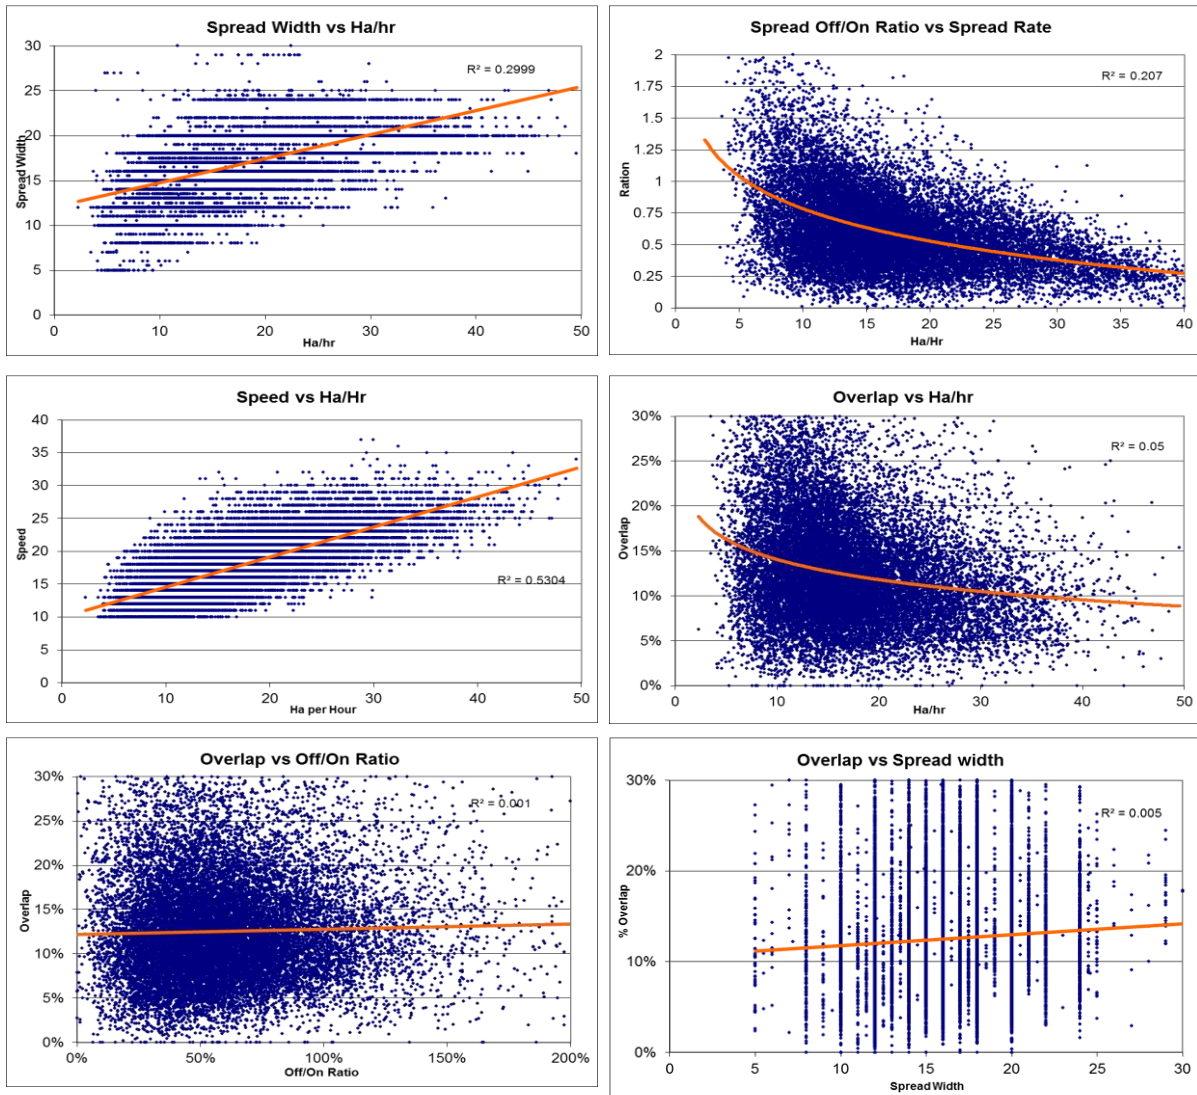 Spread Width vs Ha/hr
R² = 0.2999
Spread Width
30
25
20
15
10
5
0
0 10 20 30 40 50
Ha/hr
Spread Off/On Ratio vs Spread Rate
R² = 0.207
Ration
2
1.75
1.5
1.25
1
0.75
0.5
0.25
0
0 5 10 15 20 25 30 35 40
Ha/Hr
Speed vs Ha/Hr
R² = 0.5304
Speed
40
35
30
25
20
15
10
5
0
0 10 20 30 40 50
Ha per Hour
Overlap vs Ha/hr
R² = 0.05
Overlap
30%
25%
20%
15%
10%
5%
0%
0 10 20 30 40 50
Ha/hr
Overlap vs Off/On Ratio
R² = 0.001
Overlap
30%
25%
20%
15%
10%
5%
0%
0% 50% 100% 150% 200%
Off/On Ratio
Overlap vs Spread width
R² = 0.005
% Overlap
30%
20%
10%
0%
0 5 10 15 20 25 30
Spread Width